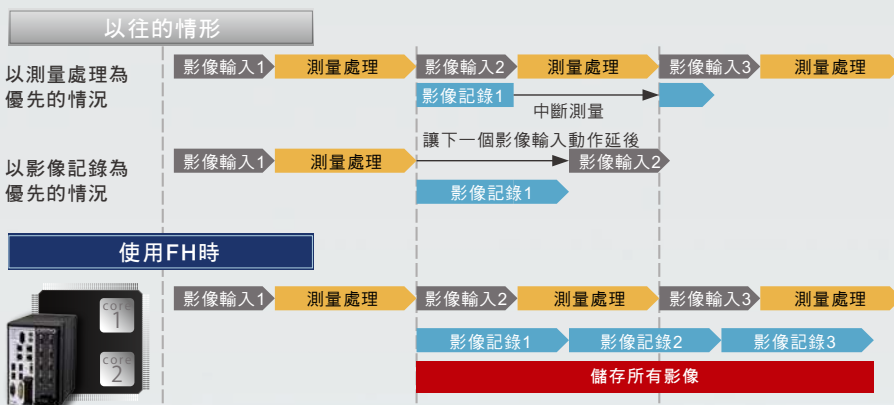 以往的情形
以測量處理為
優先的情況
影像輸入1
測量處理
影像輸入2
測量處理
影像輸入3
測量處理
影像記錄1
中斷測量
以影像記錄為
優先的情況
讓下一個影像輸入動作延後
影像輸入1
測量處理
影像輸入2
影像記錄1
使用FH時
core
1
core
2
影像輸入1
測量處理
影像輸入2
測量處理
影像輸入3
測量處理
影像記錄1
影像記錄2
影像記錄3
儲存所有影像